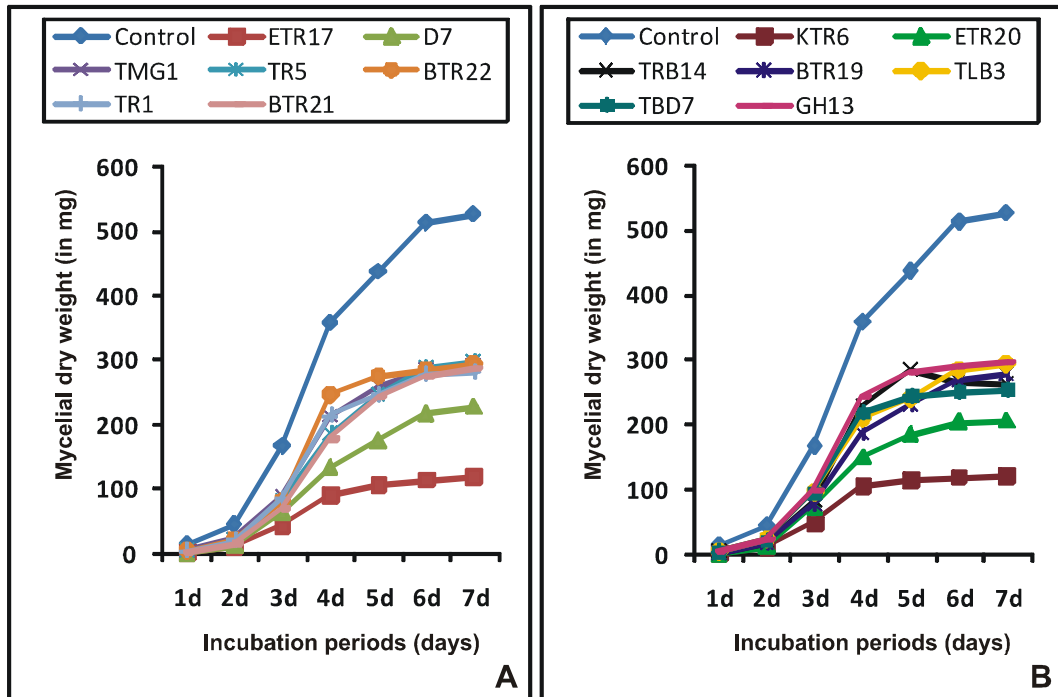 Control ETR17 D7
TMG1 TR5 BTR22
TR1 BTR21
Mycelial dry weight (in mg)
600
500
400
300
200
100
0
1d 2d 3d 4d 5d 6d 7d
Incubation periods (days)
A
Control KTR6 ETR20
TRB14 BTR19 TLB3
TBD7 GH13
Mycelial dry weight (in mg)
600
500
400
300
200
100
0
1d 2d 3d 4d 5d 6d 7d
Incubation periods (days)
B